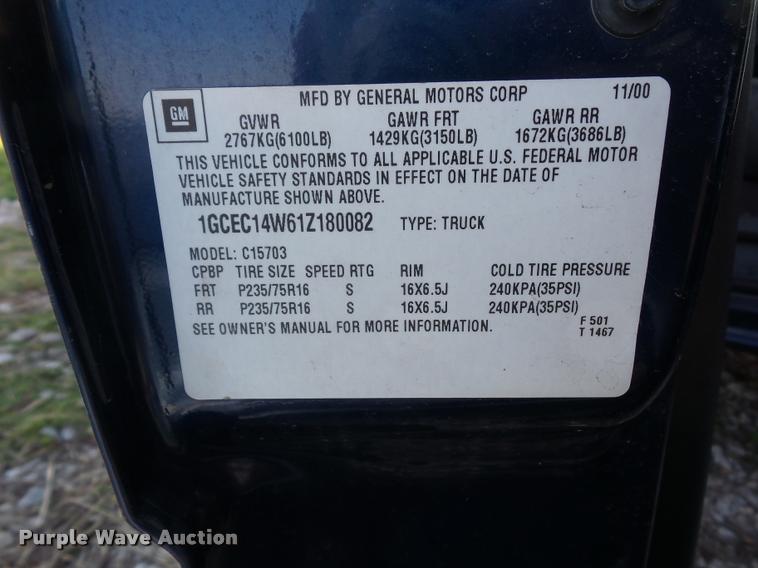 GM
MFD BY GENERAL MOTORS CORP 11/00
GVWR GAWR FRT GAWR RR
2767KG(6100LB) 1429KG(3150LB) 1672KG(3686LB)
THIS VEHICLE CONFORMS TO ALL APPLICABLE U.S. FEDERAL MOTOR
VEHICLE SAFETY STANDARDS IN EFFECT ON THE DATE OF
MANUFACTURE SHOWN ABOVE.
1GCEC14W61Z180082 TYPE: TRUCK
MODEL: C15703
CPBP TIRE SIZE SPEED RTG RIM COLD TIRE PRESSURE
FRT P235/75R16 S 16X6.5J 240KPA(35PSI)
RR P235/75R16 S 16X6.5J 240KPA(35PSI)
SEE OWNER'S MANUAL FOR MORE INFORMATION. F 501
T 1467
Purple Wave Auction